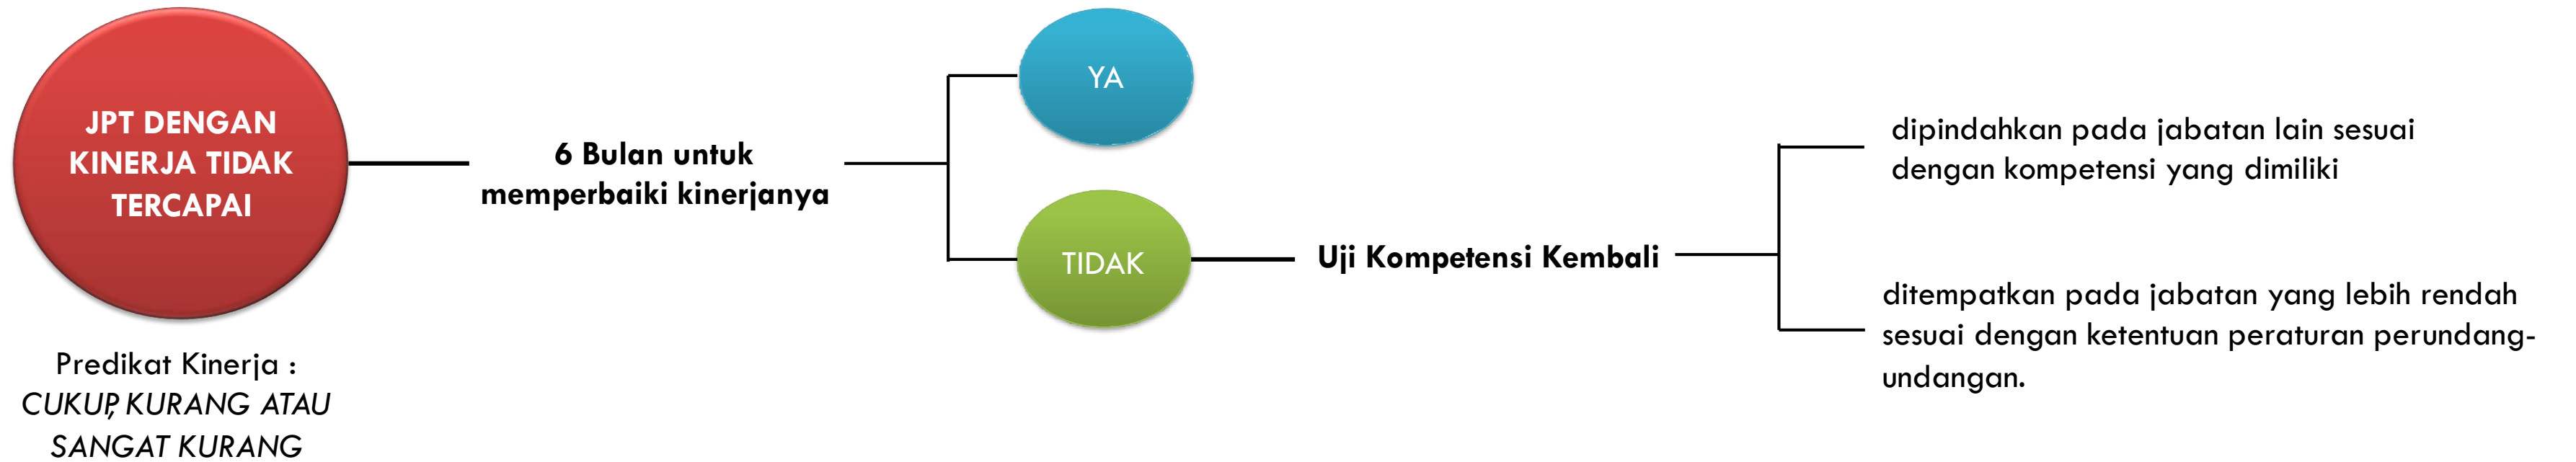 JPT DENGAN
KINERJA TIDAK
TERCAPAI
Predikat Kinerja :
CUKUP, KURANG ATAU
SANGAT KURANG
6 Bulan untuk
memperbaiki kinerjanya
YA
TIDAK
Uji Kompetensi Kembali
dipindahkan pada jabatan lain sesuai
dengan kompetensi yang dimiliki
ditempatkan pada jabatan yang lebih rendah
sesuai dengan ketentuan peraturan perundang-
undangan.